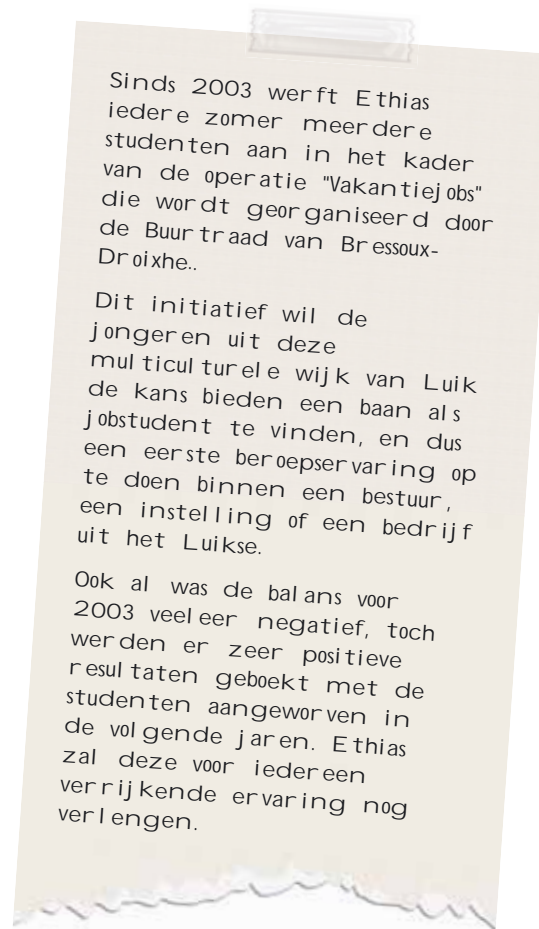 Sinds 2003 werft Ethias
iedere zomer meerdere
studenten aan in het kader
van de operatie "Vakantiejobs"
die wordt georganiseerd door
de Buurtraad van Bressoux-
Droixhe..
Dit initiatief wil de
jongeren uit deze
multiculturele wijk van Luik
de kans bieden een baan als
jobstudent te vinden, en dus
een eerste beroepservaring op
te doen binnen een bestuur,
een instelling of een bedrijf
uit het Luikse.
Ook al was de balans voor
2003 veeleer negatief, toch
werden er zeer positieve
resultaten geboekt met de
studenten aangeworven in
de volgende jaren. Ethias
zal deze voor iedereen
verrijkende ervaring nog
verlengen.